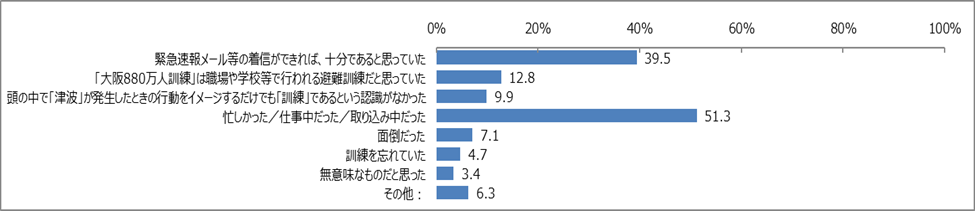 0% 20% 40% 60% 80% 100%
緊急速報メール等の着信ができれば、十分であると思っていた 39.5
「大阪880万人訓練」は職場や学校等で行われる避難訓練だと思っていた 12.8
頭の中で「津波」が発生したときの行動をイメージするだけでも「訓練」であるという認識がなかった 9.9
忙しかった／仕事中だった／取り込み中だった 51.3
面倒だった 7.1
訓練を忘れていた 4.7
無意味なものだと思った 3.4
その他： 6.3